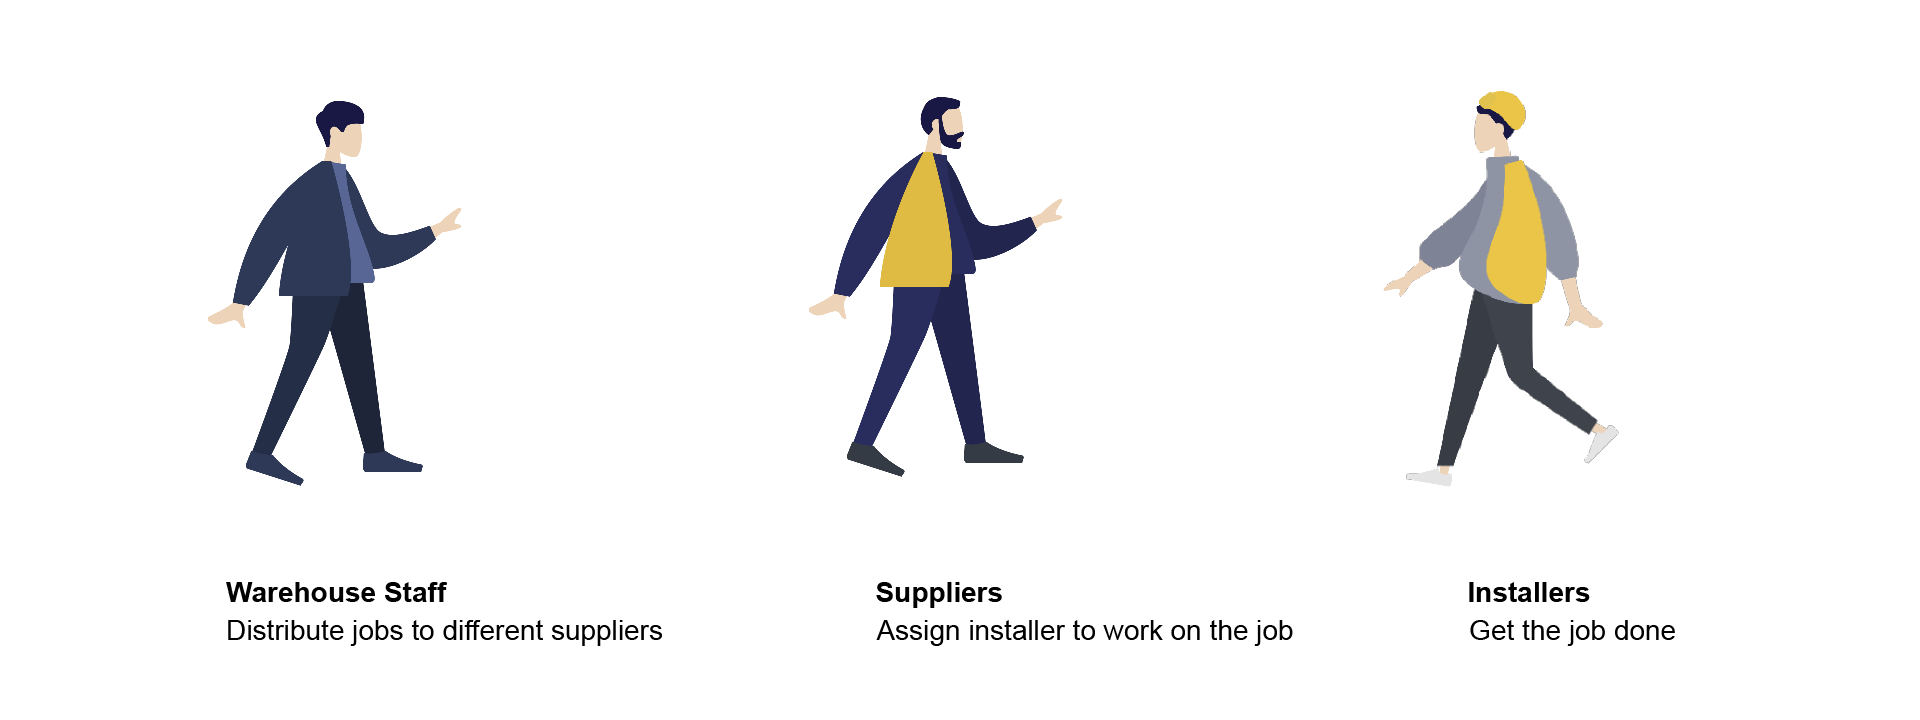 Warehouse Staff
Distribute jobs to different suppliers
Suppliers
Assign installer to work on the job
Installers
Get the job done